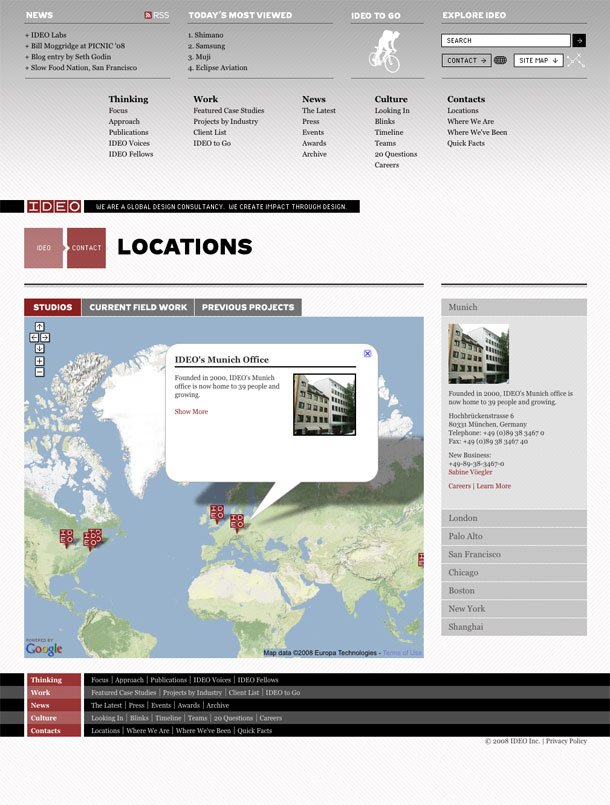 NEWS
RSS
+ IDEO Labs
+ Bill Moggridge at PICNIC '08
+ Blog entry by Seth Godin
+ Slow Food Nation, San Francisco
TODAY'S MOST VIEWED
1. Shimano
2. Samsung
3. Muji
4. Eclipse Aviation
IDEO TO GO
EXPLORE IDEO
SEARCH
CONTACT
SITE MAP
Thinking
Focus
Approach
Publications
IDEO Voices
IDEO Fellows
Work
Featured Case Studies
Projects by Industry
Client List
IDEO to Go
News
The Latest
Press
Events
Awards
Archive
Culture
Looking In
Blinks
Timeline
Teams
20 Questions
Careers
Contacts
Locations
Where We Are
Where We've Been
Quick Facts
IDEO
WE ARE A GLOBAL DESIGN CONSULTANCY. WE CREATE IMPACT THROUGH DESIGN.
IDEO
CONTACT
LOCATIONS
STUDIOS
CURRENT FIELD WORK
PREVIOUS PROJECTS
IDEO's Munich Office
Founded in 2000, IDEO's Munich
office is now home to 39 people and
growing.
Show More
POWERED BY
Google
Map data ©2008 Europa Technologies - Terms of Use
Munich
Founded in 2000, IDEO's Munich office is
now home to 39 people and growing.
Hochbrückenstrasse 6
80331 München, Germany
Telephone: +49 (0)89 38 3467 0
Fax: +49 (0)89 38 3467 40
New Business:
+49-89-38-3467-0
Sabine Vöegler
Careers | Learn More
London
Palo Alto
San Francisco
Chicago
Boston
New York
Shanghai
Thinking
Focus | Approach | Publications | IDEO Voices | IDEO Fellows
Work
Featured Case Studies | Projects by Industry | Client List | IDEO to Go
News
The Latest | Press | Events | Awards | Archive
Culture
Looking In | Blinks | Timeline | Teams | 20 Questions | Careers
Contacts
Locations | Where We Are | Where We've Been | Quick Facts
© 2008 IDEO Inc. | Privacy Policy